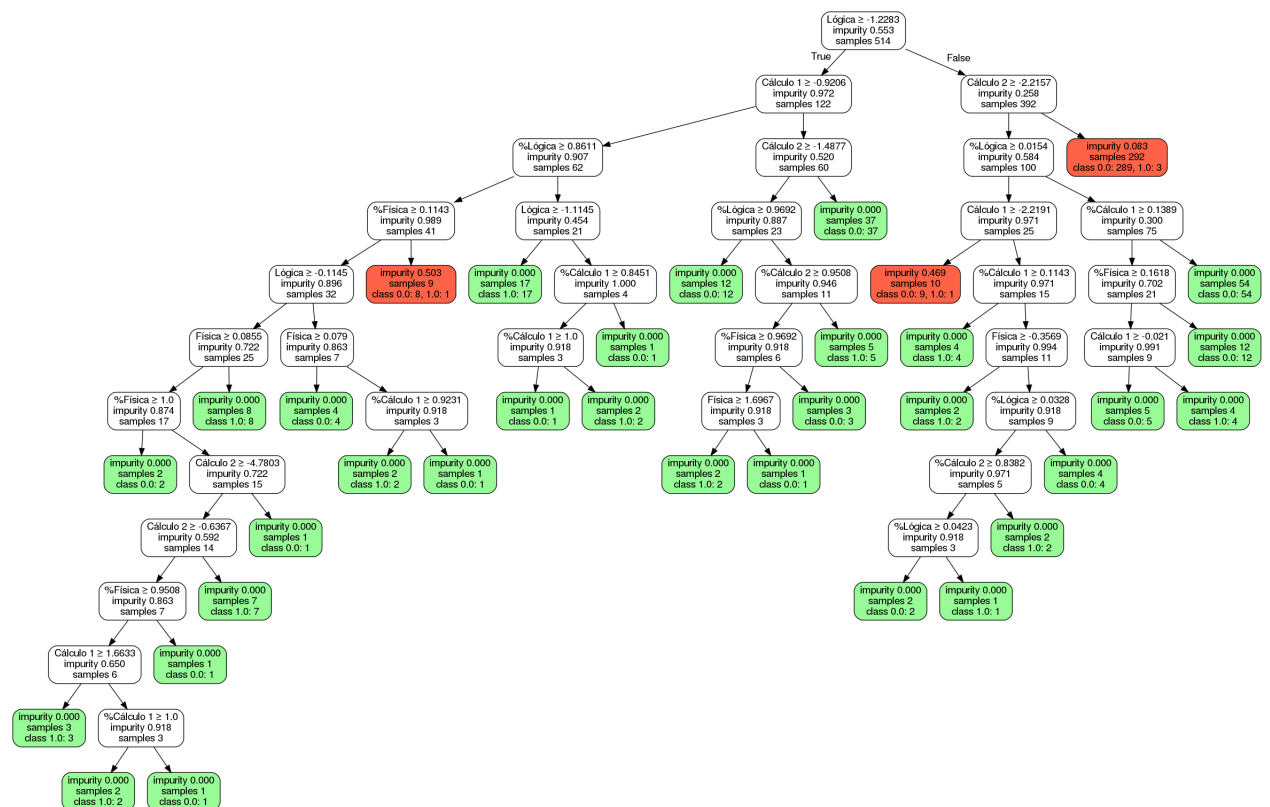 Lógica ≥ -1.2283
impurity 0.553
samples 514
True
False
Cálculo 1 ≥ -0.9206
impurity 0.972
samples 122
Cálculo 2 ≥ -2.2157
impurity 0.258
samples 392
%Lógica ≥ 0.8611
impurity 0.907
samples 62
Cálculo 2 ≥ -1.4877
impurity 0.520
samples 60
%Lógica ≥ 0.0154
impurity 0.584
samples 100
impurity 0.083
samples 292
class 0.0: 289, 1.0: 3
%Física ≥ 0.1143
impurity 0.989
samples 41
Lógica ≥ -1.1145
impurity 0.454
samples 21
%Lógica ≥ 0.9692
impurity 0.887
samples 23
impurity 0.000
samples 37
class 0.0: 37
Cálculo 1 ≥ -2.2191
impurity 0.971
samples 25
%Cálculo 1 ≥ 0.1389
impurity 0.300
samples 75
Lógica ≥ -0.1145
impurity 0.896
samples 32
impurity 0.503
samples 9
class 0.0: 8, 1.0: 1
impurity 0.000
samples 17
class 1.0: 17
%Cálculo 1 ≥ 0.8451
impurity 1.000
samples 4
impurity 0.000
samples 12
class 0.0: 12
%Cálculo 2 ≥ 0.9508
impurity 0.946
samples 11
impurity 0.469
samples 10
class 0.0: 9, 1.0: 1
%Cálculo 1 ≥ 0.1143
impurity 0.971
samples 15
%Física ≥ 0.1618
impurity 0.702
samples 21
impurity 0.000
samples 54
class 0.0: 54
Física ≥ 0.0855
impurity 0.722
samples 25
Física ≥ 0.079
impurity 0.863
samples 7
%Cálculo 1 ≥ 1.0
impurity 0.918
samples 3
impurity 0.000
samples 1
class 0.0: 1
%Física ≥ 0.9692
impurity 0.918
samples 6
impurity 0.000
samples 5
class 1.0: 5
impurity 0.000
samples 4
class 1.0: 4
Física ≥ -0.3569
impurity 0.994
samples 11
Cálculo 1 ≥ -0.021
impurity 0.991
samples 9
impurity 0.000
samples 12
class 0.0: 12
%Física ≥ 1.0
impurity 0.874
samples 17
impurity 0.000
samples 8
class 1.0: 8
impurity 0.000
samples 4
class 0.0: 4
%Cálculo 1 ≥ 0.9231
impurity 0.918
samples 3
impurity 0.000
samples 1
class 0.0: 1
impurity 0.000
samples 2
class 1.0: 2
Física ≥ 1.6967
impurity 0.918
samples 3
impurity 0.000
samples 3
class 0.0: 3
impurity 0.000
samples 2
class 1.0: 2
%Lógica ≥ 0.0328
impurity 0.918
samples 9
impurity 0.000
samples 5
class 0.0: 5
impurity 0.000
samples 4
class 1.0: 4
impurity 0.000
samples 2
class 0.0: 2
Cálculo 2 ≥ -4.7803
impurity 0.722
samples 15
impurity 0.000
samples 2
class 1.0: 2
impurity 0.000
samples 1
class 0.0: 1
impurity 0.000
samples 2
class 1.0: 2
impurity 0.000
samples 1
class 0.0: 1
%Cálculo 2 ≥ 0.8382
impurity 0.971
samples 5
impurity 0.000
samples 4
class 0.0: 4
Cálculo 2 ≥ -0.6367
impurity 0.592
samples 14
impurity 0.000
samples 1
class 0.0: 1
%Lógica ≥ 0.0423
impurity 0.918
samples 3
impurity 0.000
samples 2
class 1.0: 2
%Física ≥ 0.9508
impurity 0.863
samples 7
impurity 0.000
samples 7
class 1.0: 7
impurity 0.000
samples 2
class 0.0: 2
impurity 0.000
samples 1
class 1.0: 1
Cálculo 1 ≥ 1.6633
impurity 0.650
samples 6
impurity 0.000
samples 1
class 0.0: 1
impurity 0.000
samples 3
class 1.0: 3
%Cálculo 1 ≥ 1.0
impurity 0.918
samples 3
impurity 0.000
samples 2
class 1.0: 2
impurity 0.000
samples 1
class 0.0: 1